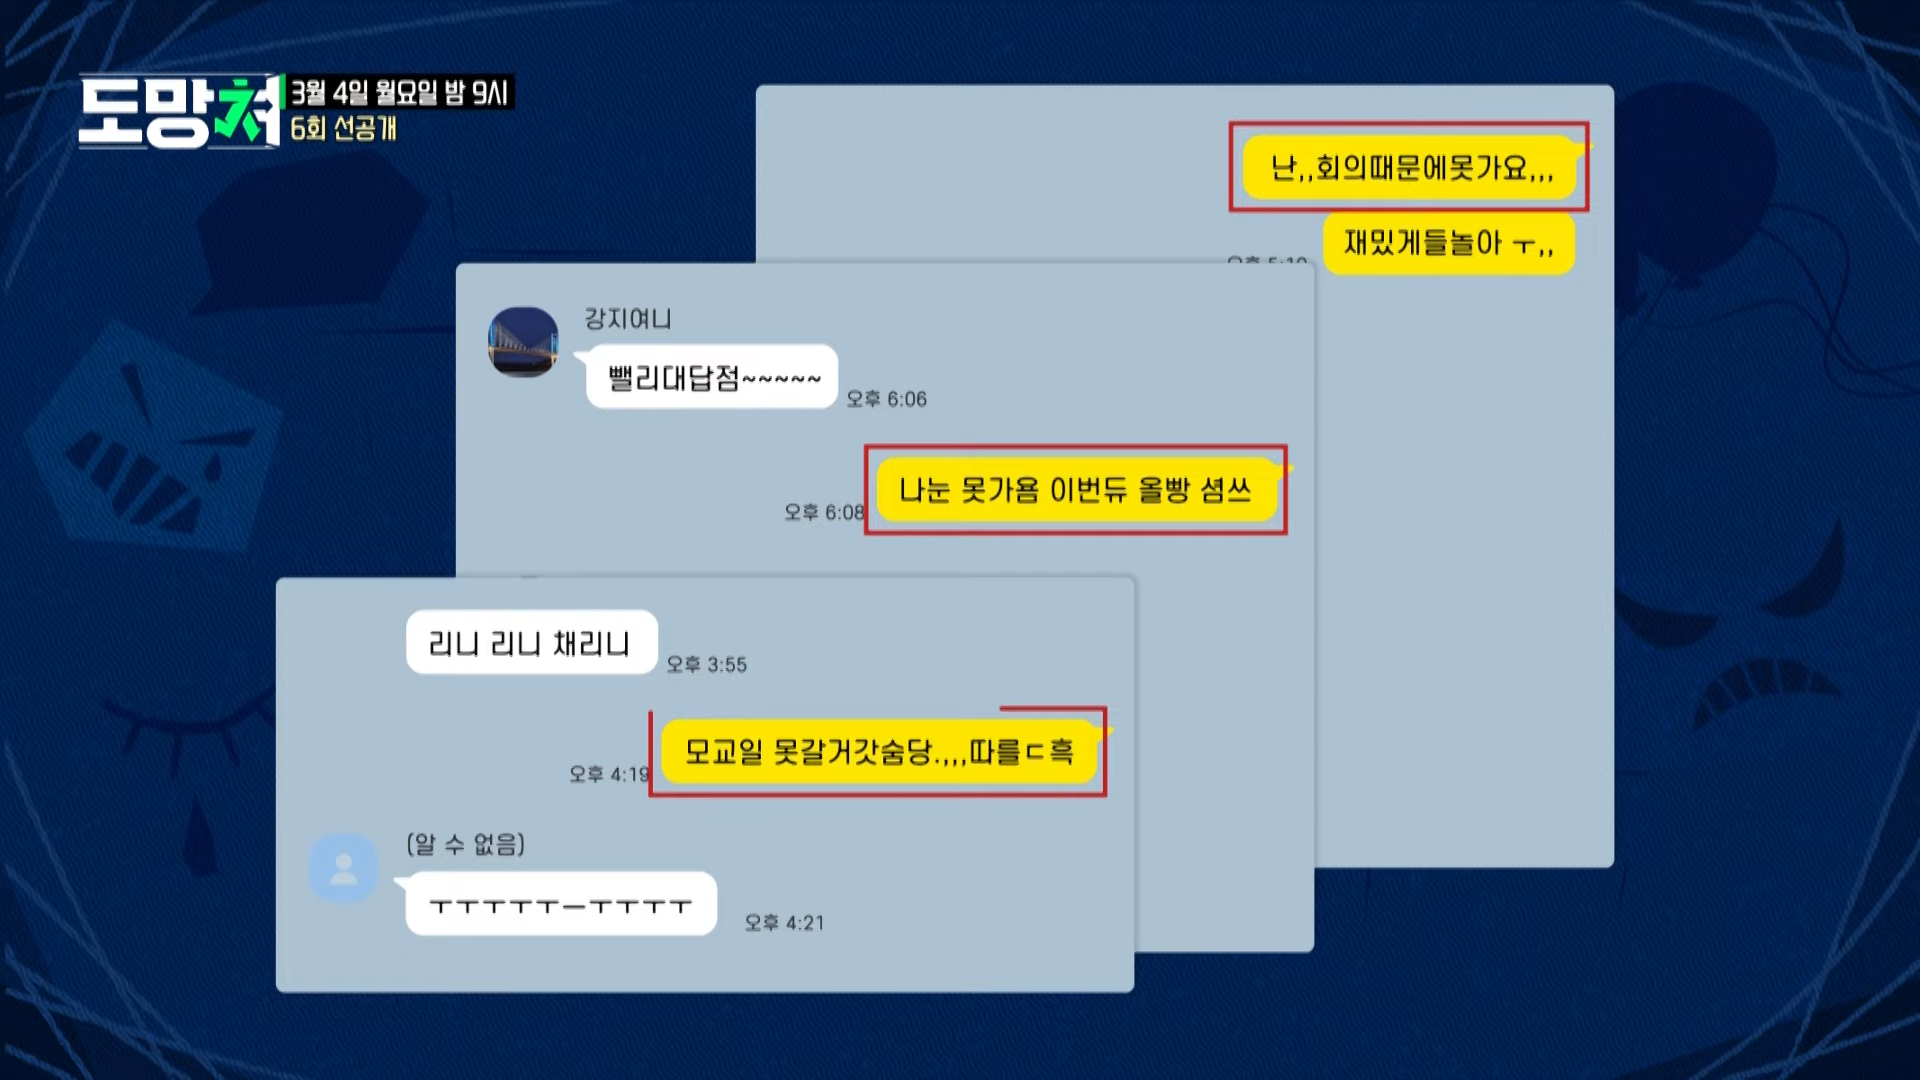 도망쳐
3월 4일 월요일 밤 9시
6회 선공개
난,,회의때문에못가요,,,
재밌게들놀아 ㅜ,,
강지여니
뺄리대답점~~~~~
오후 6:06
나눈 못가욤 이번듀 올빵 셤쓰
오후 6:08
리니 리니 채리니
오후 3:55
모교일 못갈거갓숨당.,,,따를ㄷ흑
오후 4:19
(알 수 없음)
ㅜㅜㅜㅜㅜㅡㅜㅜㅜㅜ
오후 4:21